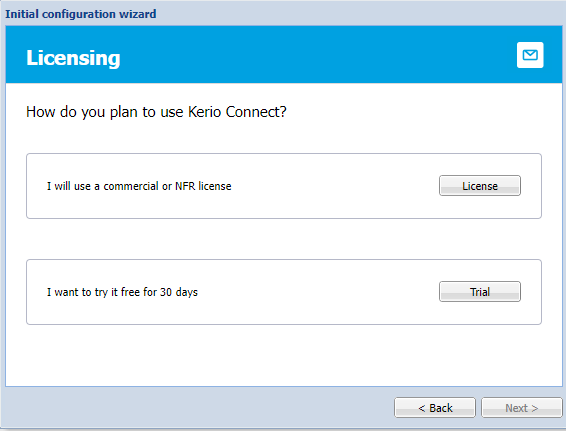 Initial configuration wizard
Licensing
How do you plan to use Kerio Connect?
I will use a commercial or NFR license
License
I want to try it free for 30 days
Trial
< Back
Next >